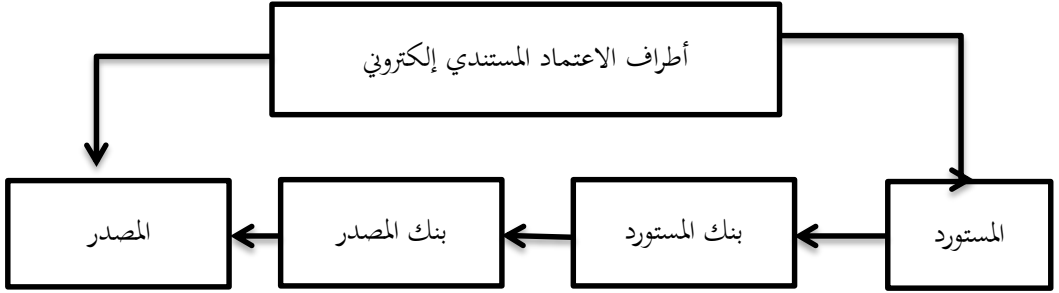 أطراف الاعتماد المستندي إلكتروني
المستورد
بنك المستورد
بنك المصدر
المصدر